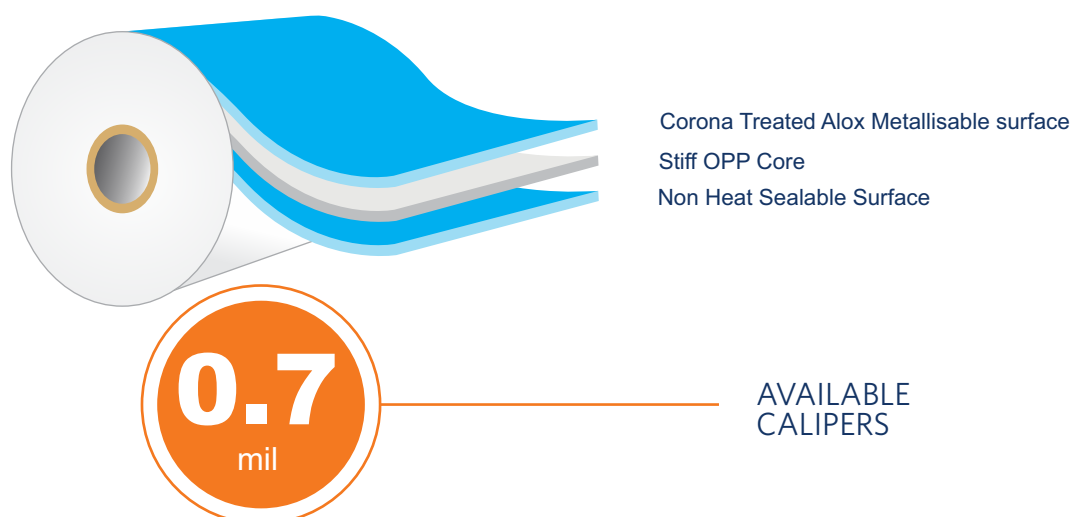 Corona Treated Alox Metallisable surface
Stiff OPP Core
Non Heat Sealable Surface
0.7
mil
AVAILABLE
CALIPERS